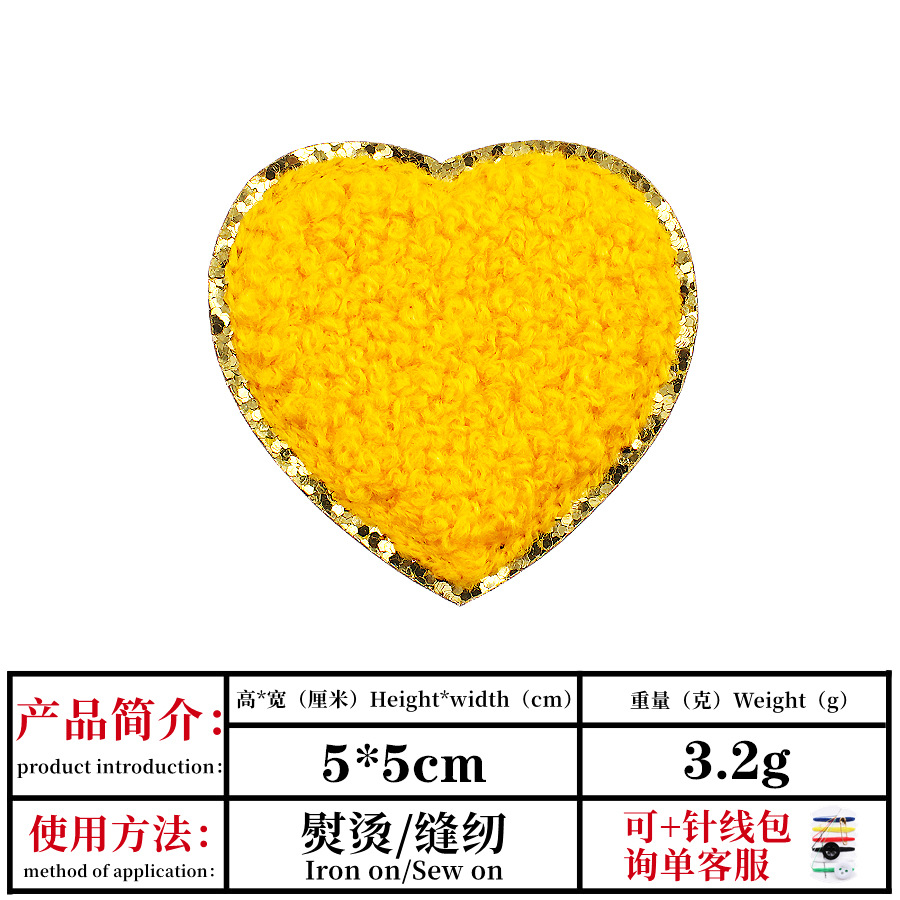 产品简介：
product introduction：
高*宽（厘米）Height*width（cm）
5*5cm
重量（克）Weight（g）
3.2g
使用方法：
method of application：
熨烫/缝纫
Iron on/Sew on
可+针线包
询单客服